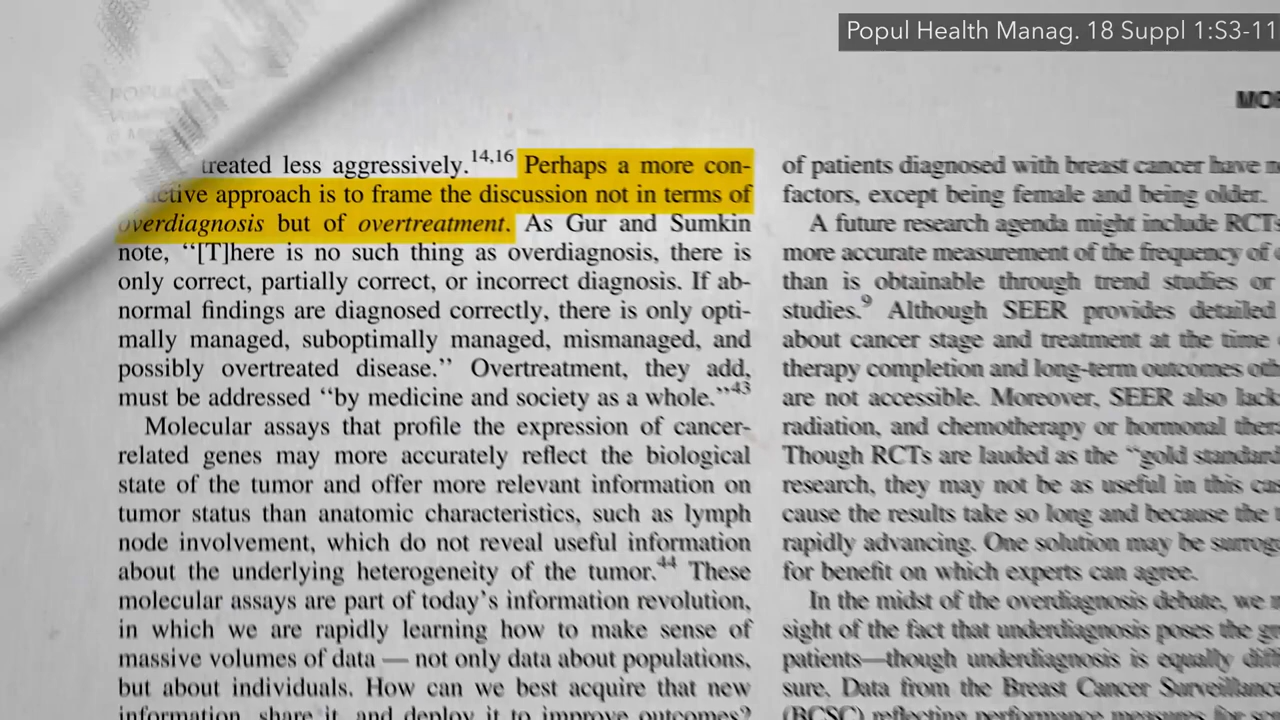 Popul Health Manag. 18 Suppl 1:S3-11
treated less aggressively.14,16 Perhaps a more con-
approach is to frame the discussion not in terms of
overdiagnosis but of overtreatment. As Gur and Sumkin
note, ‘‘[T]here is no such thing as overdiagnosis, there is
only correct, partially correct, or incorrect diagnosis. If ab-
normal findings are diagnosed correctly, there is only opti-
mally managed, suboptimally managed, mismanaged, and
possibly overtreated disease.’’ Overtreatment, they add,
must be addressed ‘‘by medicine and society as a whole.’’43
Molecular assays that profile the expression of cancer-
related genes may more accurately reflect the biological
state of the tumor and offer more relevant information on
tumor status than anatomic characteristics, such as lymph
node involvement, which do not reveal useful information
about the underlying heterogeneity of the tumor.44 These
molecular assays are part of today’s information revolution,
in which we are rapidly learning how to make sense of
massive volumes of data — not only data about populations,
but about individuals. How can we best acquire that new
information, share it, and deploy it to improve outcomes?
of patients diagnosed with breast cancer have
factors, except being female and being older.
A future research agenda might include RCTs
more accurate measurement of the frequency of
than is obtainable through trend studies or
studies.9 Although SEER provides detailed
about cancer stage and treatment at the time
therapy completion and long-term outcomes
are not accessible. Moreover, SEER also
radiation, and chemotherapy or hormonal
Though RCTs are lauded as the ‘‘gold standard
research, they may not be as useful in this
cause the results take so long and because the
rapidly advancing. One solution may be
for benefit on which experts can agree.
In the midst of the overdiagnosis debate, we
sight of the fact that underdiagnosis poses the
patients—though underdiagnosis is equally
sure. Data from the Breast Cancer
(BCSC) reflecting performance measures for